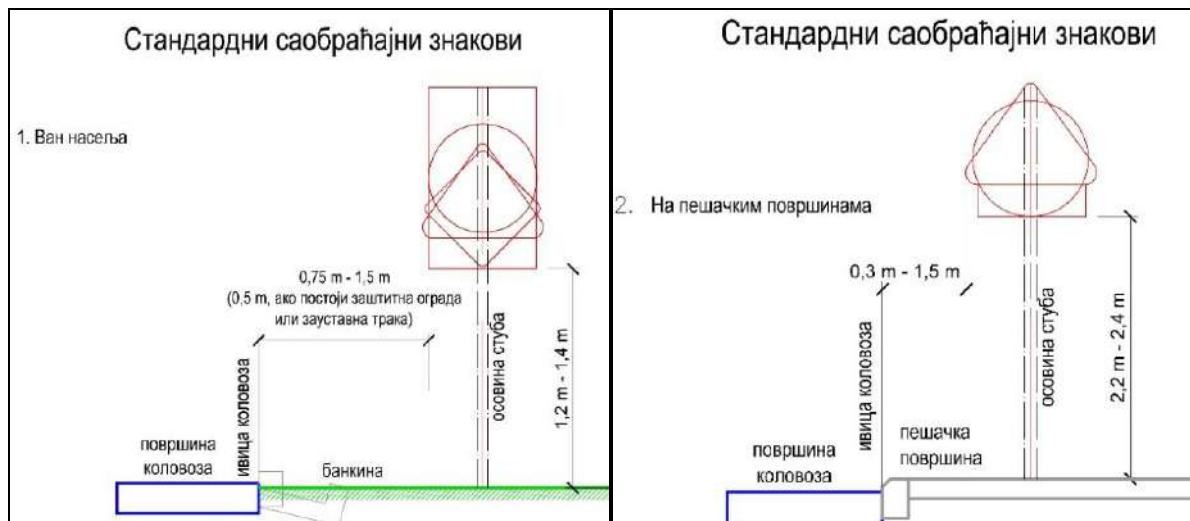 Стандардни саобраћајни знакови
1. Ван насеља
0,75 m - 1,5 m
(0,5 m, ако постоји заштитна ограда
или зауставна трака)
ивица коловоза
осовина стуба
1,2 m - 1,4 m
површина
коловоза
банкина
Стандардни саобраћајни знакови
2. На пешачким површинама
0,3 m - 1,5 m
ивица коловоза
осовина стуба
2,2 m - 2,4 m
површина
коловоза
пешачка
површина